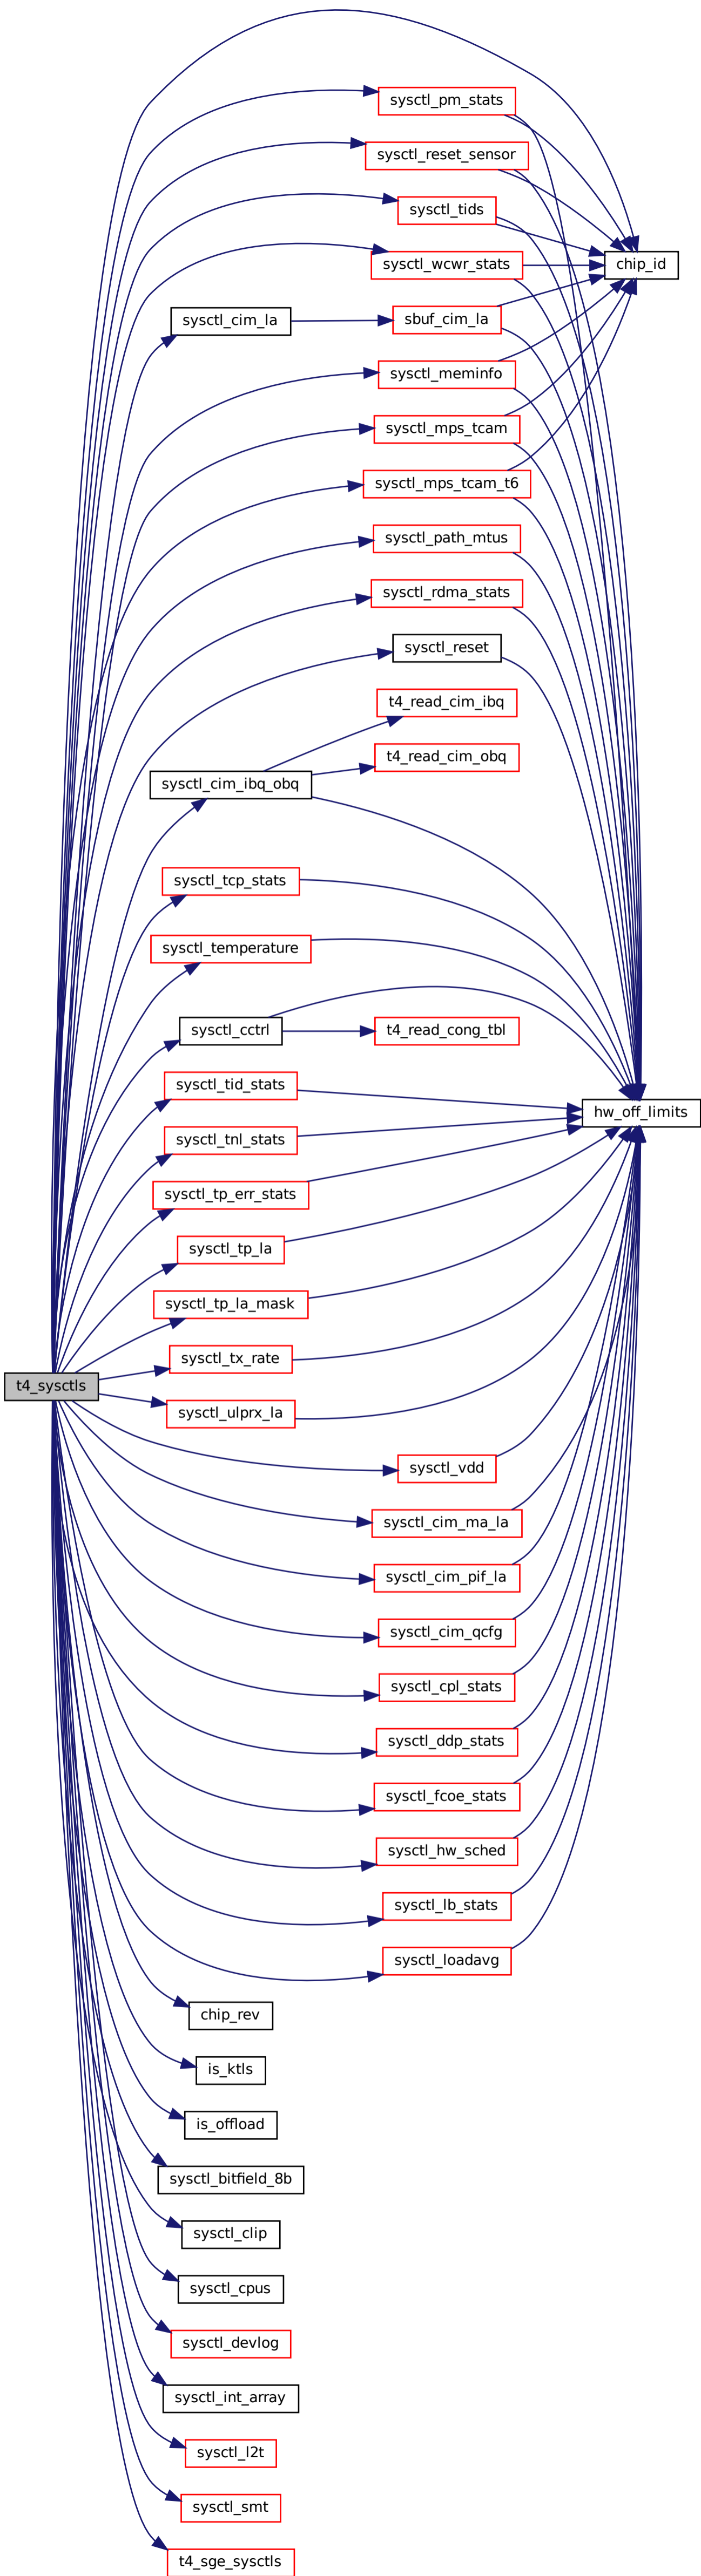 sysctl_pm_stats
sysctl_reset_sensor
sysctl_tids
sysctl_wcwr_stats
chip_id
sysctl_cim_la
sbuf_cim_la
sysctl_meminfo
sysctl_mps_tcam
sysctl_mps_tcam_t6
sysctl_path_mtus
sysctl_rdma_stats
sysctl_reset
t4_read_cim_ibq
t4_read_cim_obq
sysctl_cim_ibq_obq
sysctl_tcp_stats
sysctl_temperature
sysctl_cctrl
t4_read_cong_tbl
sysctl_tid_stats
hw_off_limits
sysctl_tnl_stats
sysctl_tp_err_stats
sysctl_tp_la
sysctl_tp_la_mask
sysctl_tx_rate
t4_sysctls
sysctl_ulprx_la
sysctl_vdd
sysctl_cim_ma_la
sysctl_cim_pif_la
sysctl_cim_qcfg
sysctl_cpl_stats
sysctl_ddp_stats
sysctl_fcoe_stats
sysctl_hw_sched
sysctl_lb_stats
sysctl_loadavg
chip_rev
is_ktls
is_offload
sysctl_bitfield_8b
sysctl_clip
sysctl_cpus
sysctl_devlog
sysctl_int_array
sysctl_l2t
sysctl_smt
t4_sge_sysctls